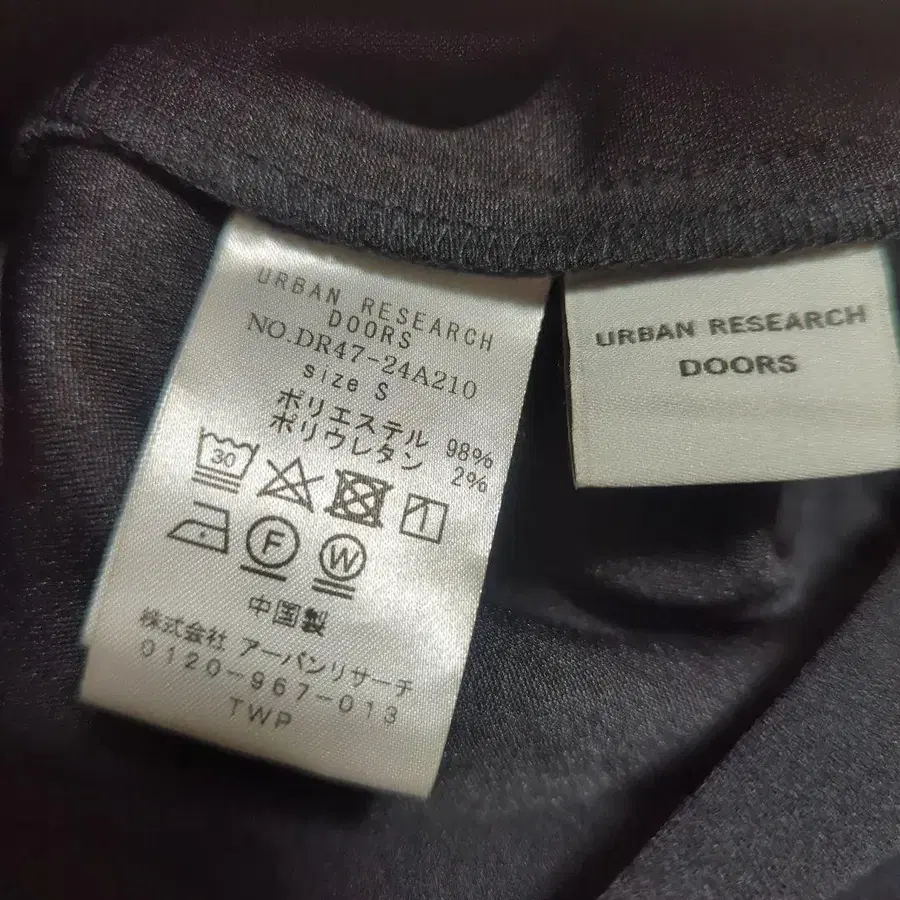 URBAN RESEARCH
DOORS
NO.DR47-24A210
size S
ポリエステル 98%
ポリウレタン 2%
30
F
W
中国製
株式会社 アーバンリサーチ
0120-967-013
TWP
URBAN RESEARCH
DOORS